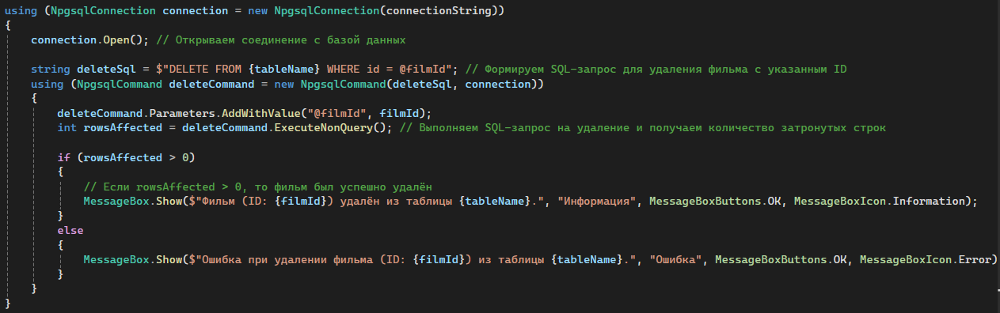 using (NpgsqlConnection connection = new NpgsqlConnection(connectionString))
{
connection.Open(); // Открываем соединение с базой данных
string deleteSql = $"DELETE FROM {tableName} WHERE id = @filmId"; // Формируем SQL-запрос для удаления фильма с указанным ID
using (NpgsqlCommand deleteCommand = new NpgsqlCommand(deleteSql, connection))
{
deleteCommand.Parameters.AddWithValue("@filmId", filmId);
int rowsAffected = deleteCommand.ExecuteNonQuery(); // Выполняем SQL-запрос на удаление и получаем количество затронутых строк
if (rowsAffected > 0)
{
// Если rowsAffected > 0, то фильм был успешно удалён
MessageBox.Show($"Фильм (ID: {filmId}) удалён из таблицы {tableName}.", "Информация", MessageBoxButtons.OK, MessageBoxIcon.Information);
}
else
{
MessageBox.Show($"Ошибка при удалении фильма (ID: {filmId}) из таблицы {tableName}.", "Ошибка", MessageBoxButtons.OK, MessageBoxIcon.Error)
}
}
}